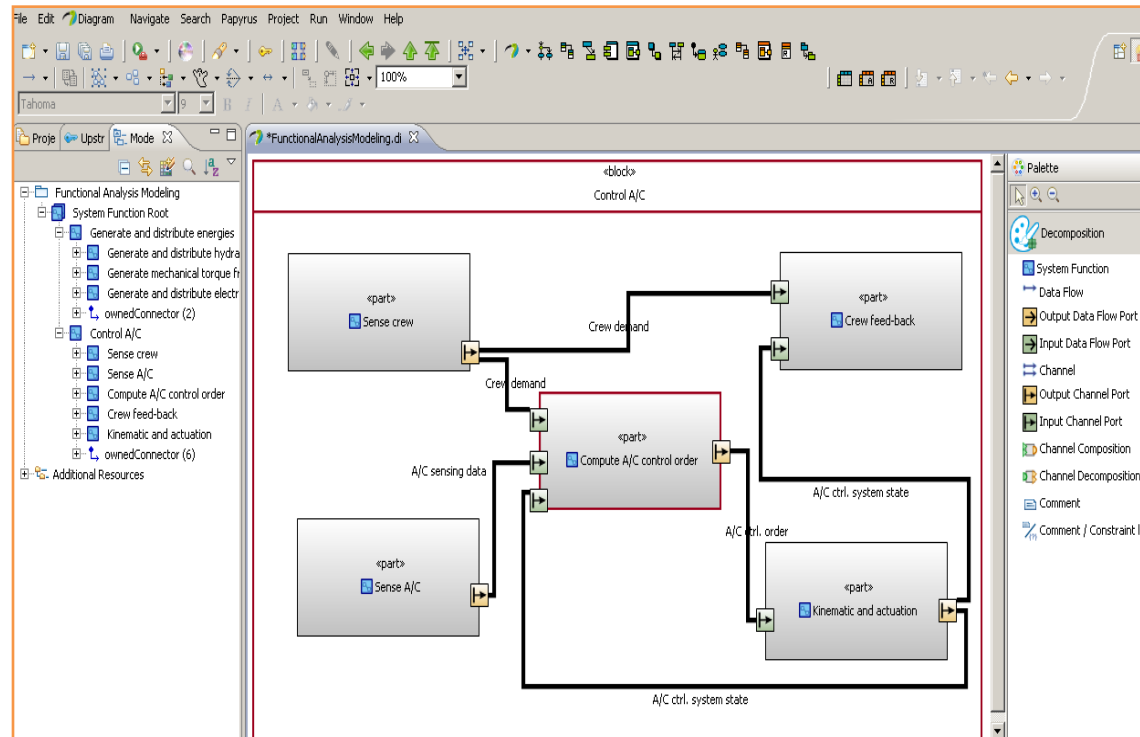 File Edit Diagram Navigate Search Papyrus Project Run Window Help
100%
Tahoma 9 B I A
Proje Upstr Mode
*FunctionalAnalysisModeling.di
Functional Analysis Modeling
System Function Root
Generate and distribute energies
Generate and distribute hydra
Generate mechanical torque fr
Generate and distribute electr
ownedConnector (2)
Control A/C
Sense crew
Sense A/C
Compute A/C control order
Crew feed-back
Kinematic and actuation
ownedConnector (6)
Additional Resources
«block»
Control A/C
«part»
Sense crew
«part»
Crew feed-back
Crew demand
Crew demand
«part»
Compute A/C control order
A/C sensing data
A/C ctrl. system state
A/C ctrl. order
«part»
Sense A/C
«part»
Kinematic and actuation
A/C ctrl. system state
Palette
Decomposition
System Function
Data Flow
Output Data Flow Port
Input Data Flow Port
Channel
Output Channel Port
Input Channel Port
Channel Composition
Channel Decomposition
Comment
Comment / Constraint l